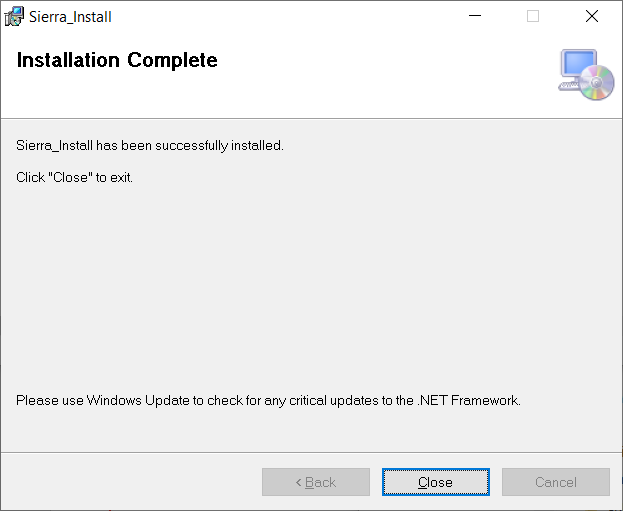 Sierra_Install
Installation Complete
Sierra_Install has been successfully installed.
Click "Close" to exit.
Please use Windows Update to check for any critical updates to the .NET Framework.
< Back
Close
Cancel